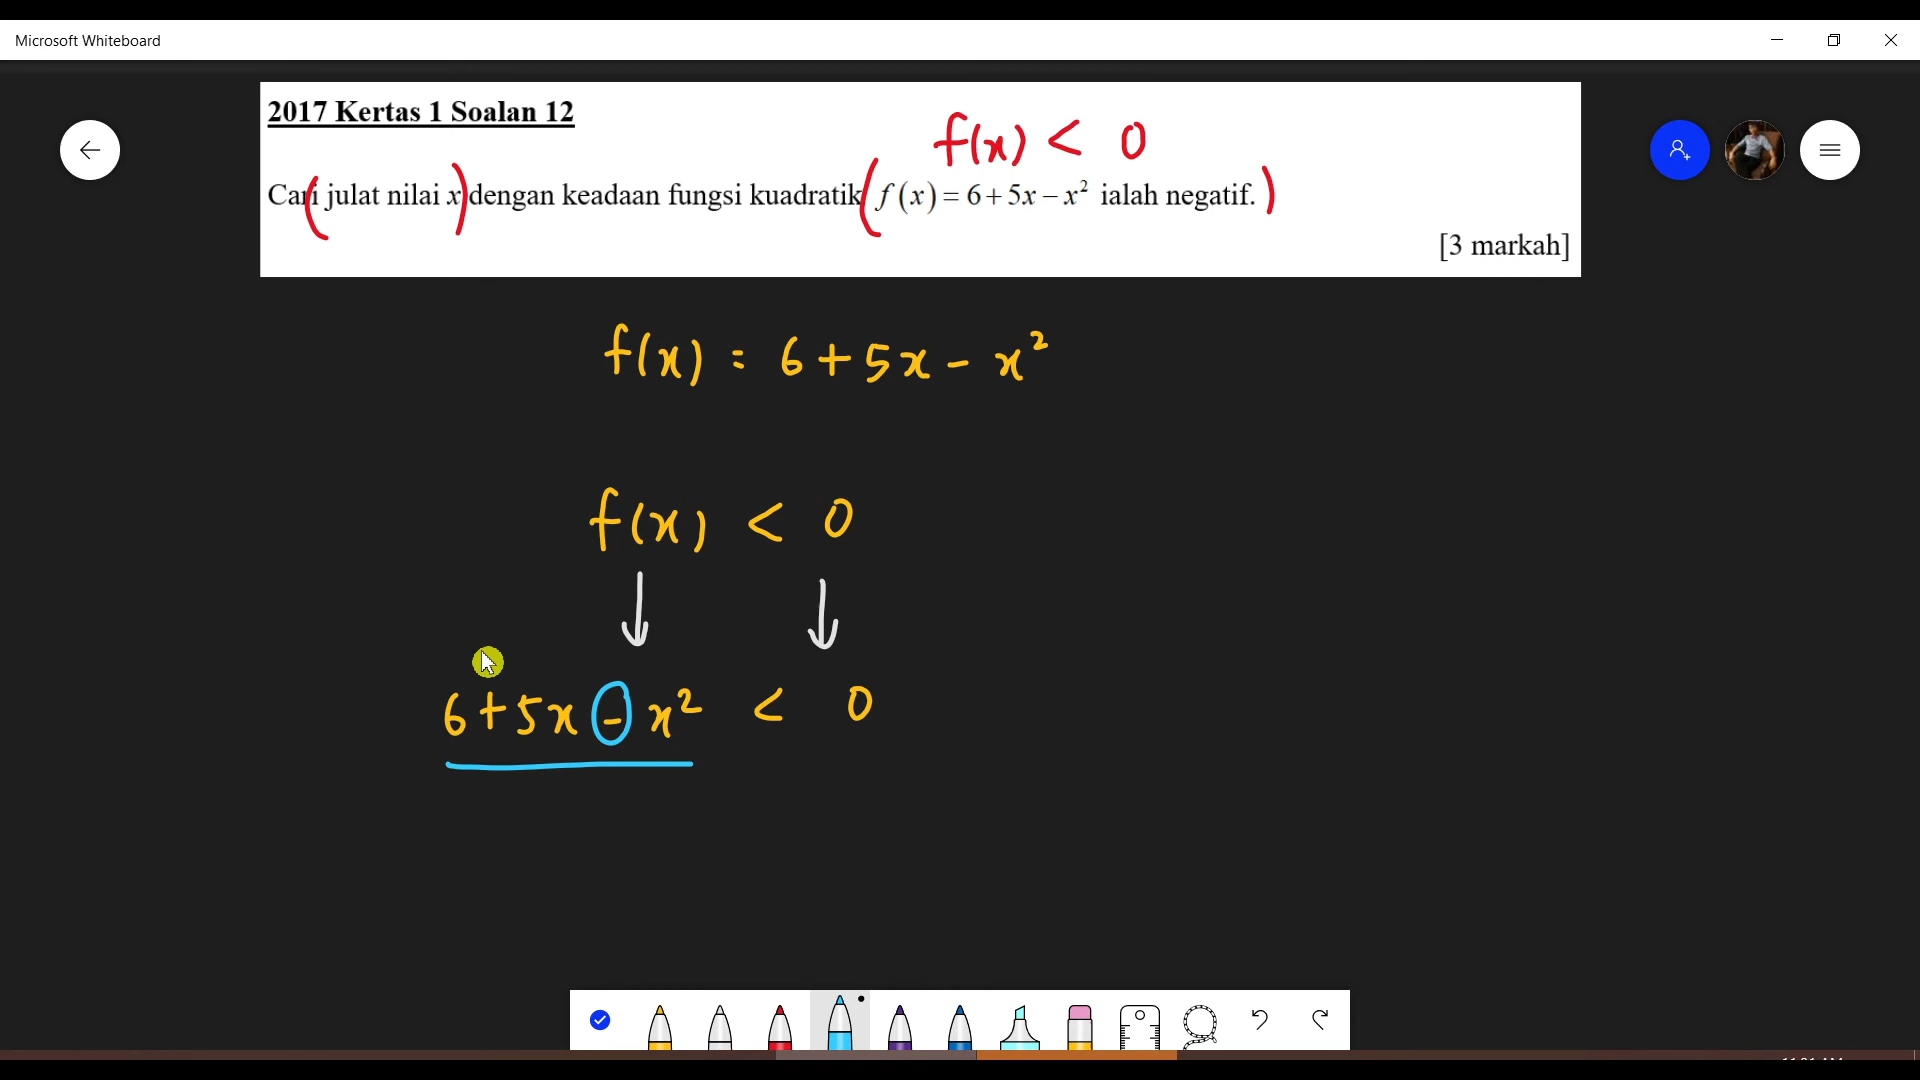 Microsoft Whiteboard
2017 Kertas 1 Soalan 12
f(x) < 0
(Cari julat nilai x) dengan keadaan fungsi kuadratik (f(x) = 6 + 5x − x² ialah negatif.)
[3 markah]
f(x) = 6 + 5x - x²
f(x) < 0
6 + 5x - x² < 0